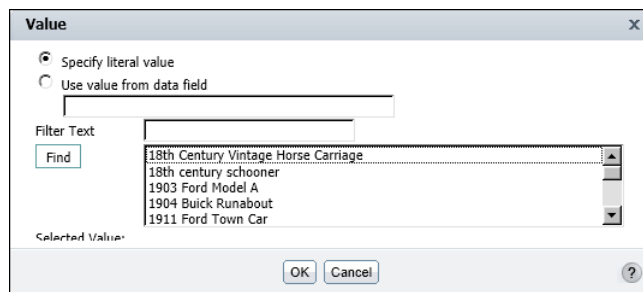 Value
x
Specify literal value
Use value from data field
Filter Text
Find
18th Century Vintage Horse Carriage
18th century schooner
1903 Ford Model A
1904 Buick Runabout
1911 Ford Town Car
Selected Value:
OK Cancel
?